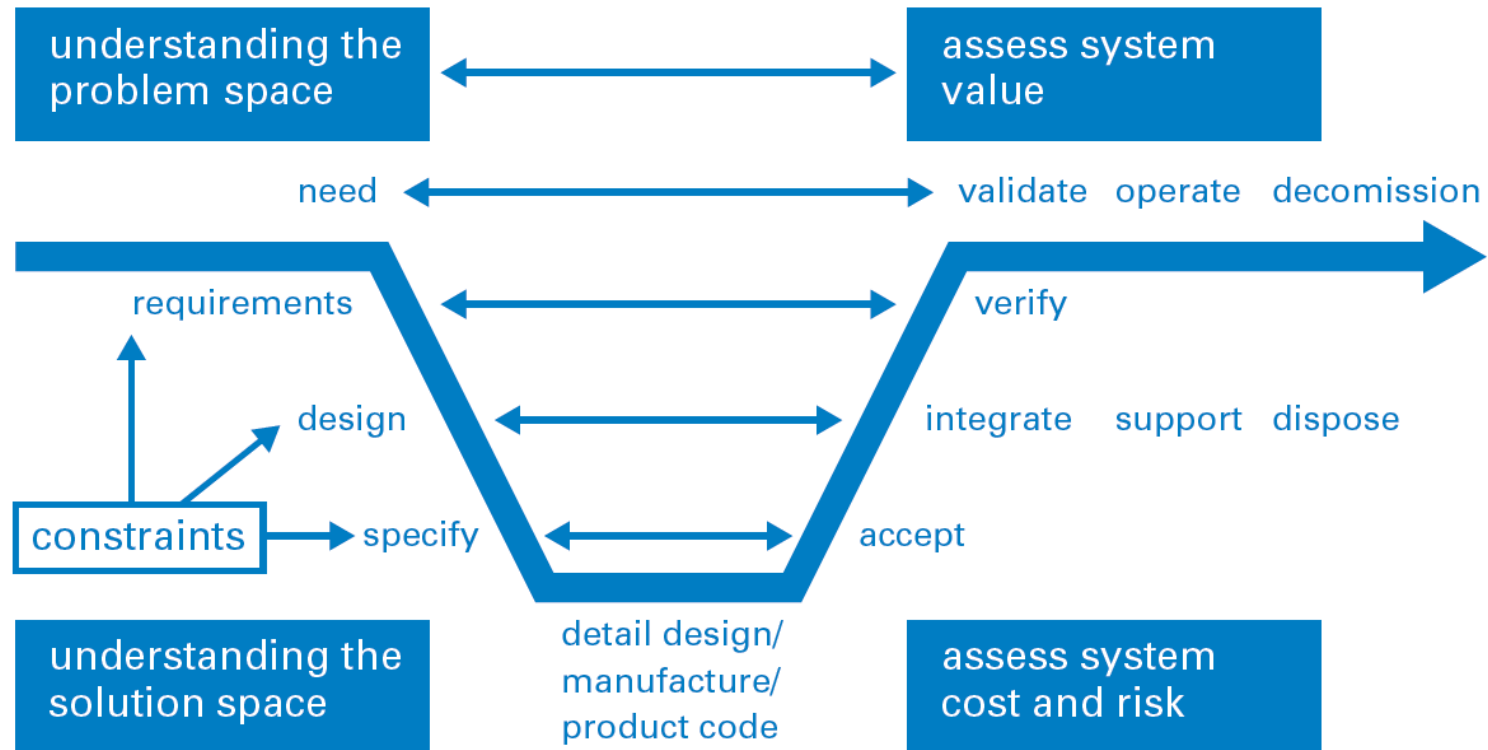 understanding the
problem space
assess system
value
need
validate operate decomission
requirements
verify
design
integrate support dispose
constraints
specify
accept
understanding the
solution space
detail design/
manufacture/
product code
assess system
cost and risk